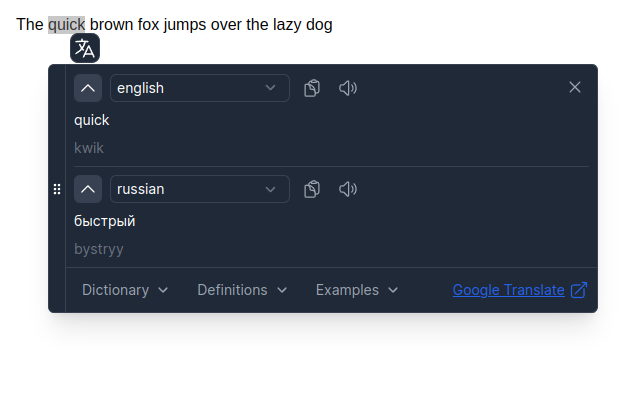 The quick brown fox jumps over the lazy dog
english
quick
kwik
russian
быстрый
bystryy
Dictionary Definitions Examples Google Translate